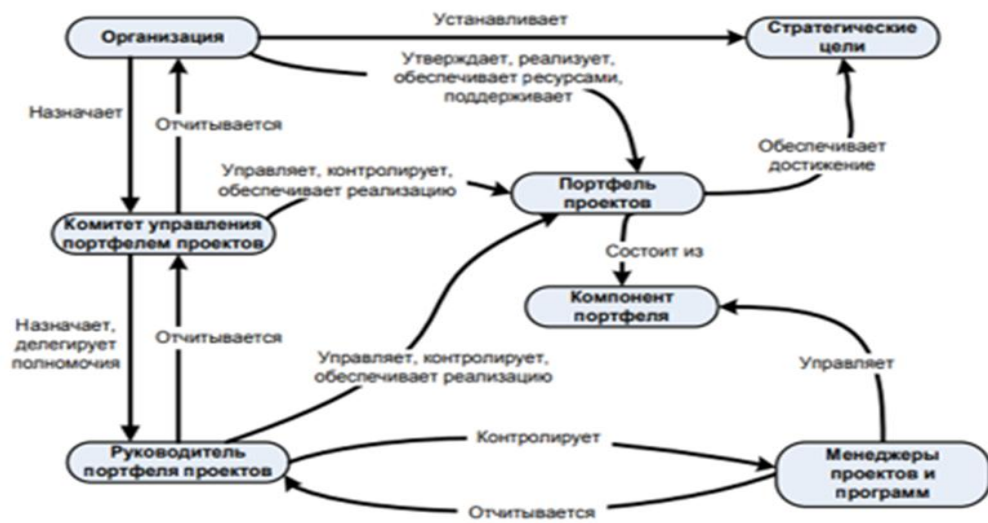 Устанавливает
Организация
Стратегические
цели
Утверждает, реализует,
обеспечивает ресурсами,
поддерживает
Назначает
Отчитывается
Обеспечивает
достижение
Управляет, контролирует,
обеспечивает реализацию
Портфель
проектов
Комитет управления
портфелем проектов
Состоит из
Компонент
портфеля
Назначает,
делегирует
полномочия
Отчитывается
Управляет, контролирует,
обеспечивает реализацию
Управляет
Руководитель
портфеля проектов
Контролирует
Менеджеры
проектов и
программ
Отчитывается